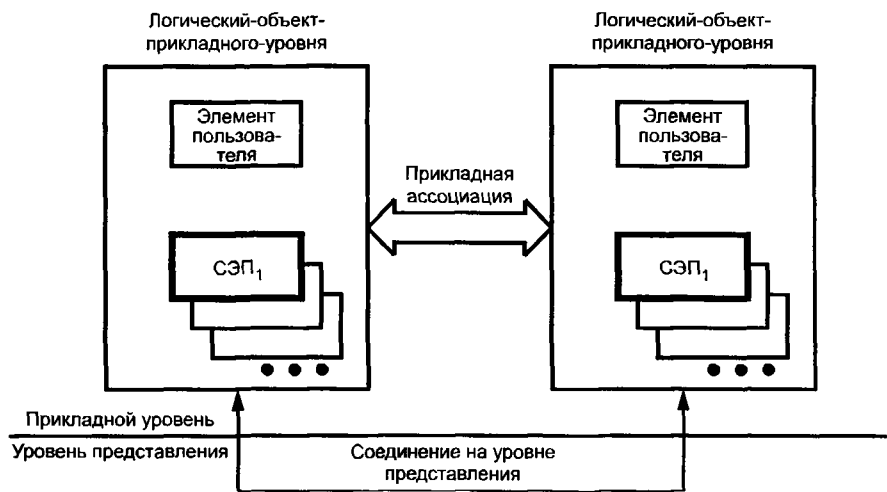 Логический-объект-
прикладного-уровня
Логический-объект-
прикладного-уровня
Элемент
пользова-
теля
Элемент
пользова-
теля
Прикладная
ассоциация
СЭП₁
СЭП₁
Прикладной уровень
Уровень представления
Соединение на уровне
представления